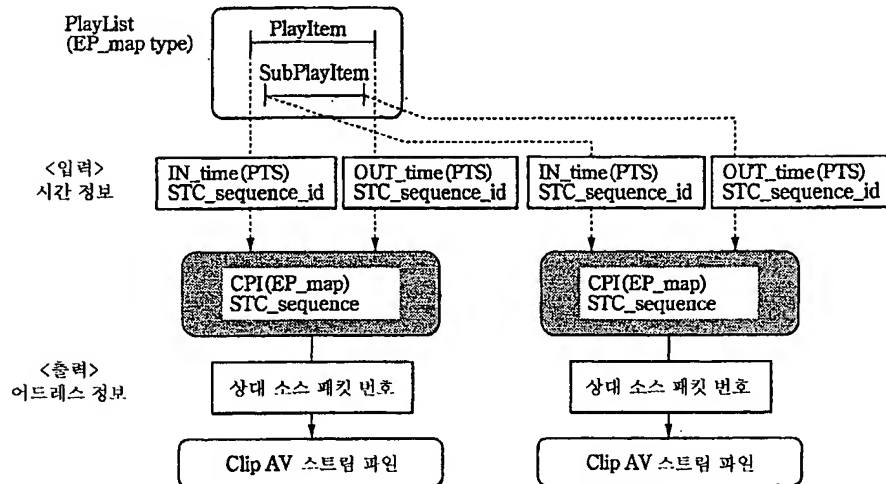 PlayList
(EP_map type)
PlayItem
SubPlayItem
<입력>
시간 정보
IN_time(PTS)
STC_sequence_id
OUT_time(PTS)
STC_sequence_id
IN_time(PTS)
STC_sequence_id
OUT_time(PTS)
STC_sequence_id
CPI(EP_map)
STC_sequence
CPI(EP_map)
STC_sequence
<출력>
어드레스 정보
상대 소스 패킷 번호
상대 소스 패킷 번호
Clip AV 스트림 파일
Clip AV 스트림 파일